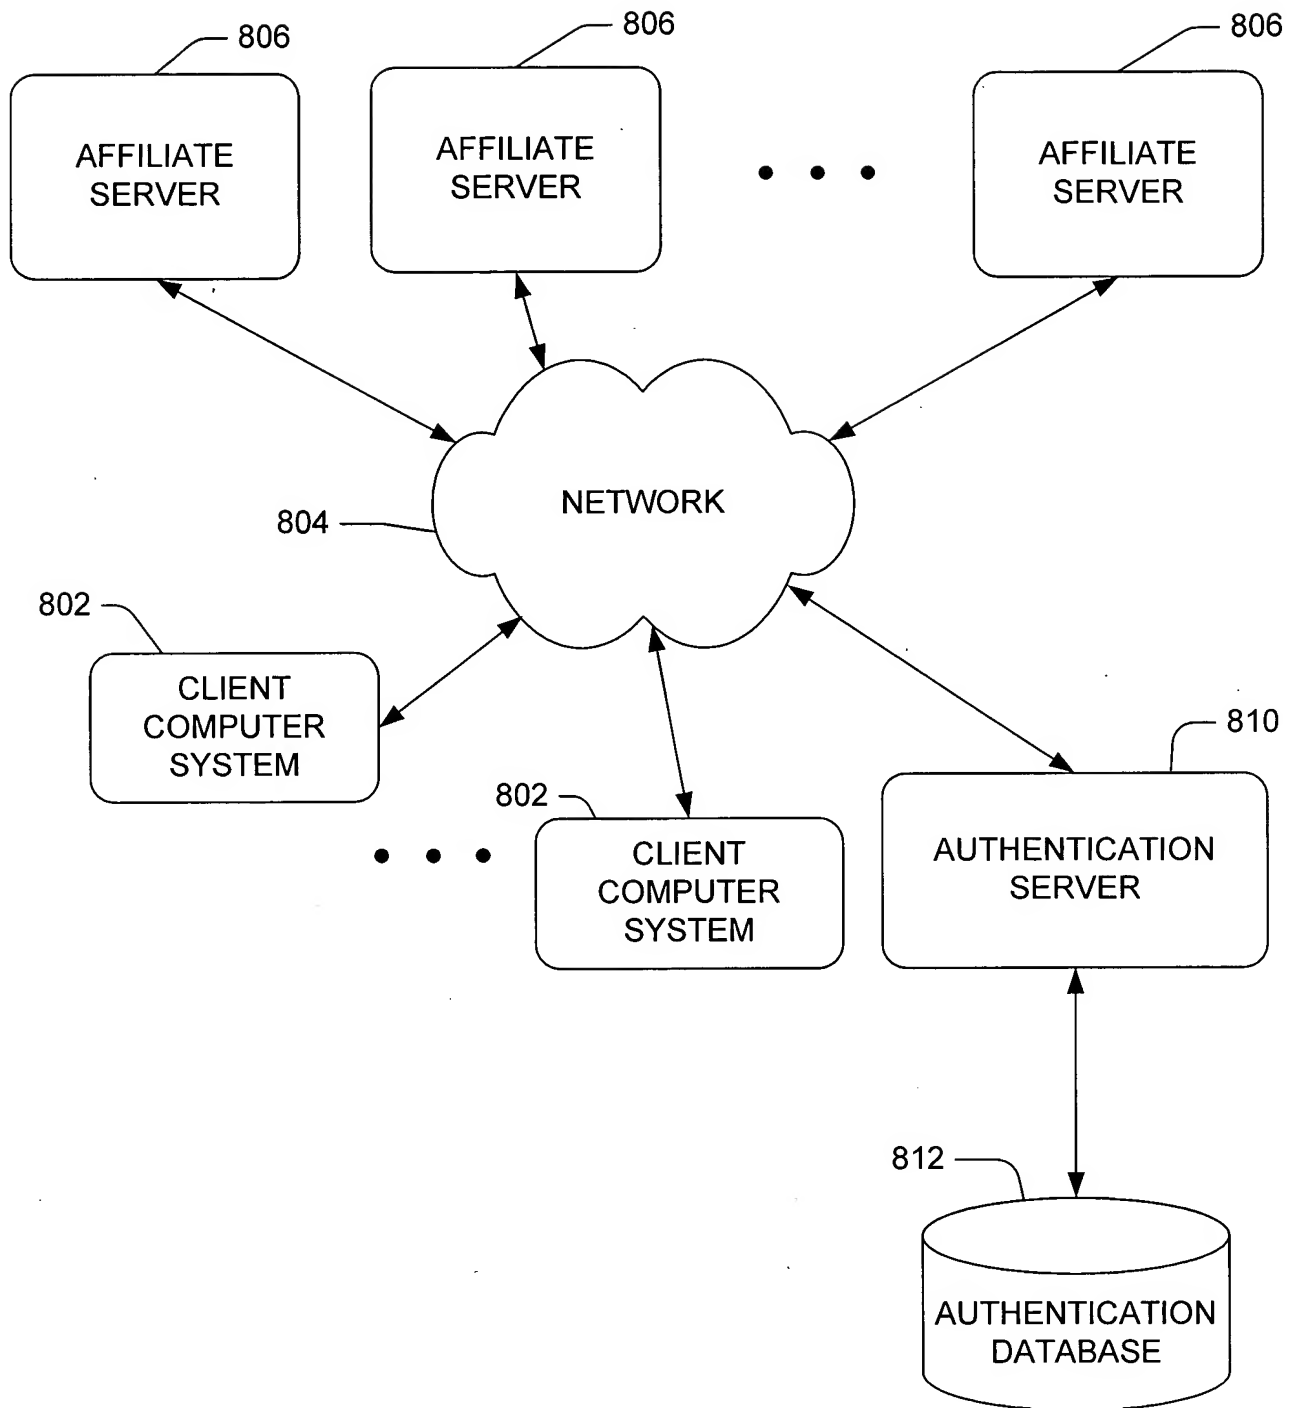 806
806
806
AFFILIATE
SERVER
AFFILIATE
SERVER
AFFILIATE
SERVER
NETWORK
804
802
CLIENT
COMPUTER
SYSTEM
810
802
CLIENT
COMPUTER
SYSTEM
AUTHENTICATION
SERVER
812
AUTHENTICATION
DATABASE